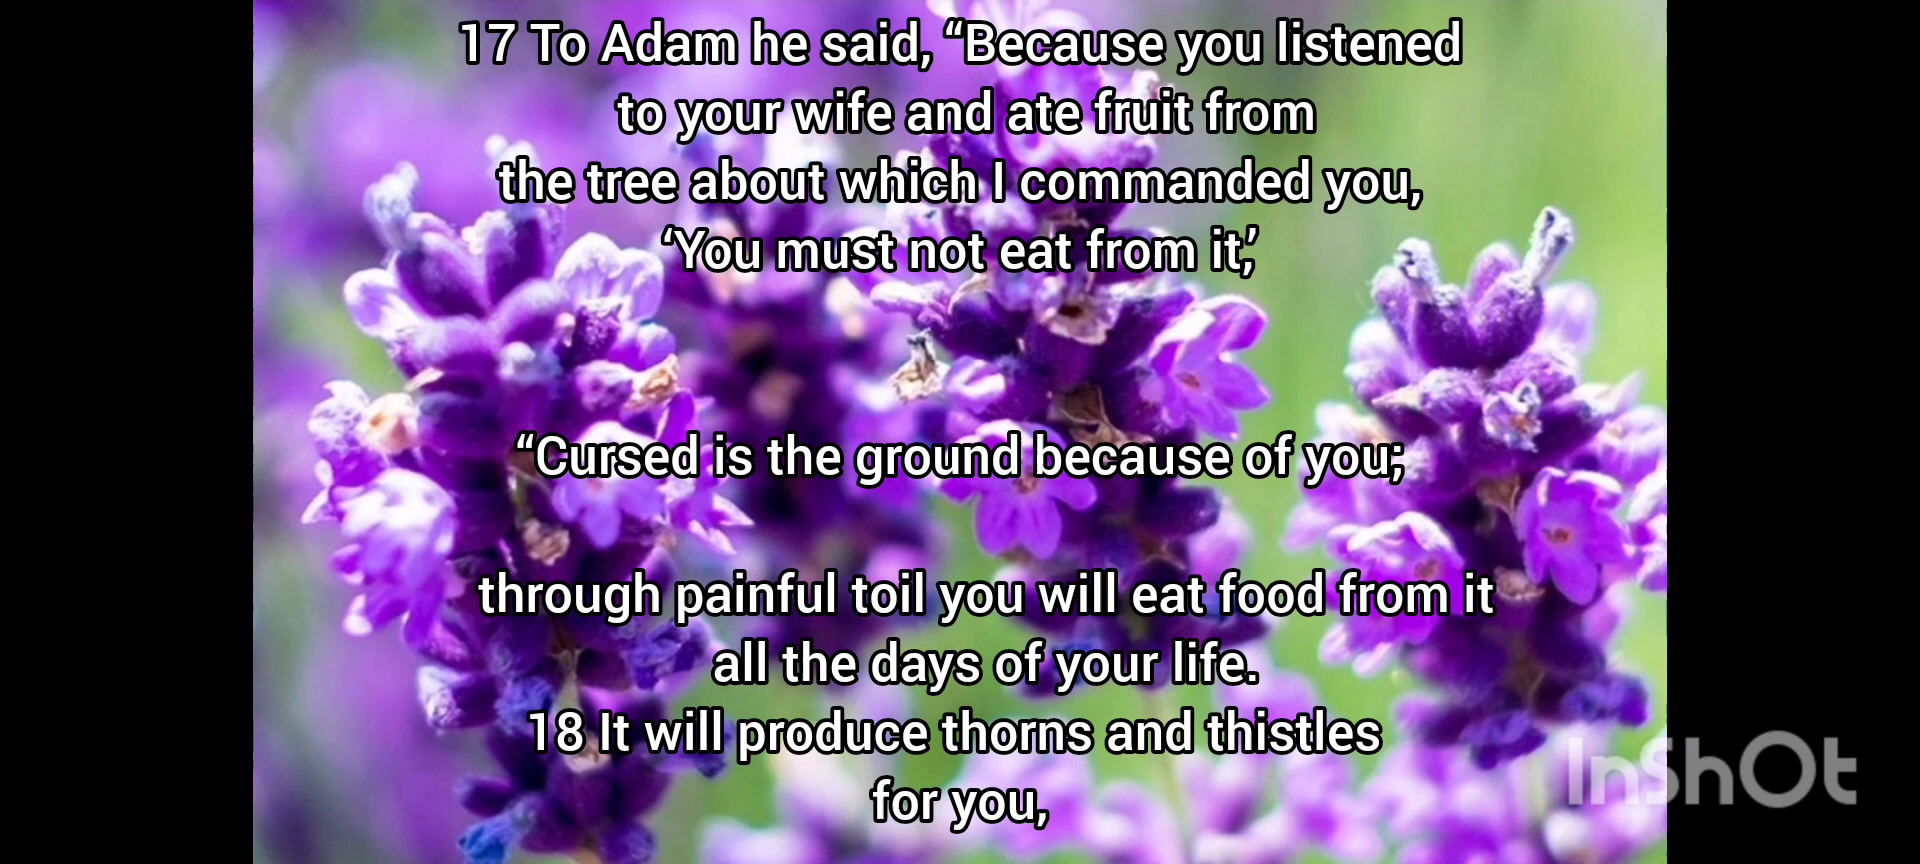 17 To Adam he said, “Because you listened
to your wife and ate fruit from
the tree about which I commanded you,
‘You must not eat from it,’
“Cursed is the ground because of you;
through painful toil you will eat food from it
all the days of your life.
18 It will produce thorns and thistles
for you,
InShOt